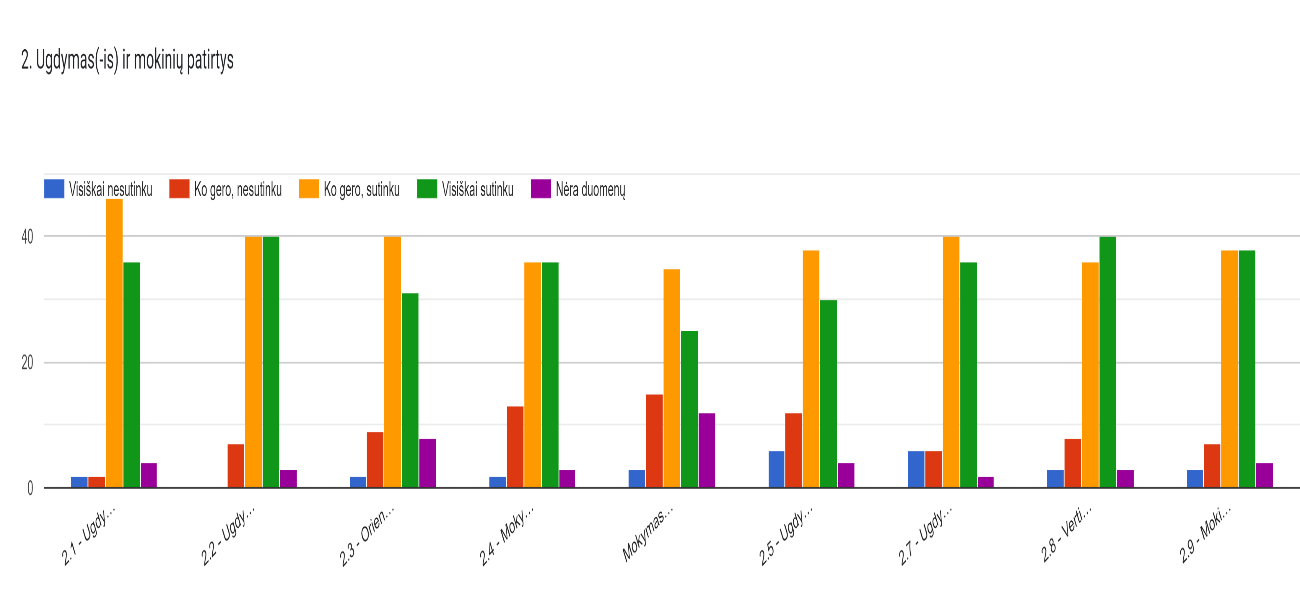 2. Ugdymas(-is) ir mokinių patirtys
Visiškai nesutinku Ko gero, nesutinku Ko gero, sutinku Visiškai sutinku Nėra duomenų
40
20
0
2.1 - Ugdy...
2.2 - Ugdy...
2.3 - Orien...
2.4 - Moky...
Mokymas...
2.5 - Ugdy...
2.7 - Ugdy...
2.8 - Verti...
2.9 - Moki...